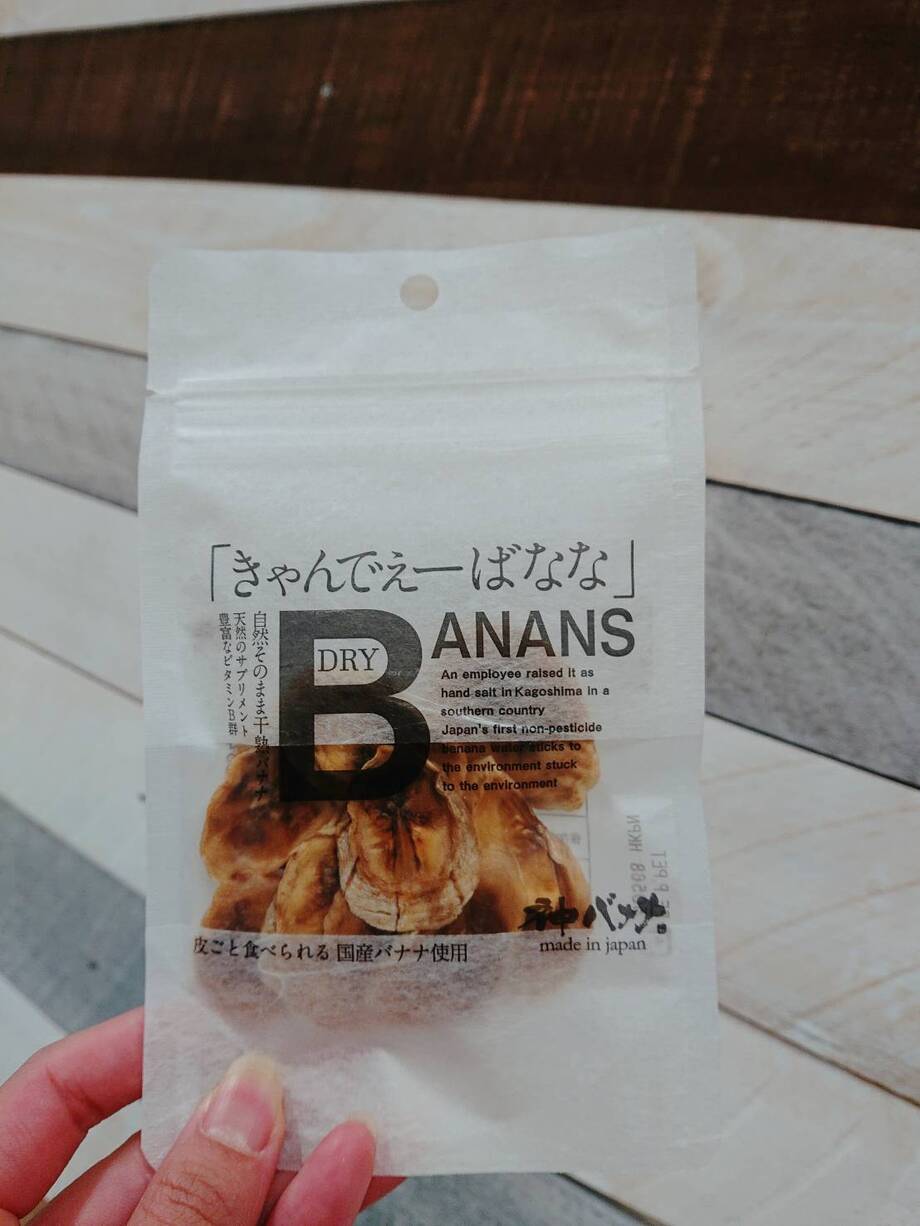 「きゃんでぇーばなな」
BANANS
DRY
自然そのまま干熟バナナ
天然のサプリメント
豊富なビタミンB群
An employee raised it as
hand salt in Kagoshima in a
southern country
Japan's first non-pesticide
banana water sticks to
the environment stuck
to the environment
神バナナ
made in japan
皮ごと食べられる 国産バナナ使用